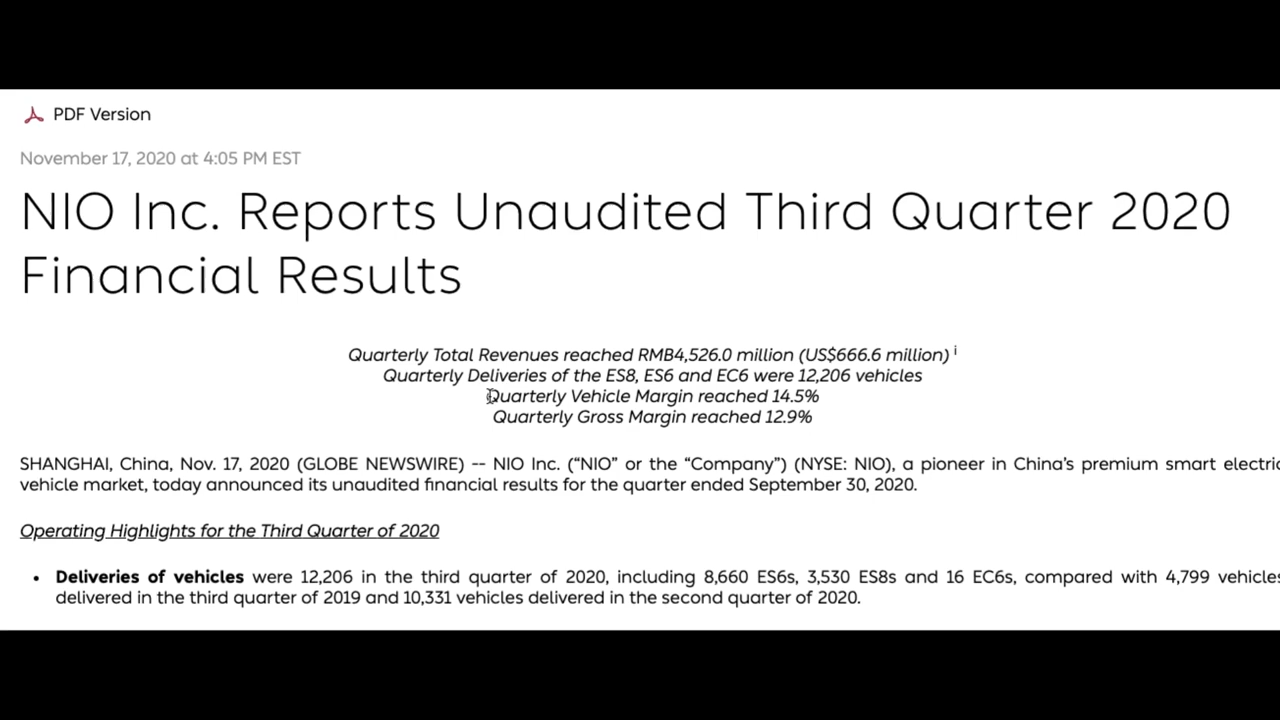 PDF Version
November 17, 2020 at 4:05 PM EST
NIO Inc. Reports Unaudited Third Quarter 2020
Financial Results
Quarterly Total Revenues reached RMB4,526.0 million (US$666.6 million) i
Quarterly Deliveries of the ES8, ES6 and EC6 were 12,206 vehicles
Quarterly Vehicle Margin reached 14.5%
Quarterly Gross Margin reached 12.9%
SHANGHAI, China, Nov. 17, 2020 (GLOBE NEWSWIRE) -- NIO Inc. (“NIO” or the “Company”) (NYSE: NIO), a pioneer in China’s premium smart electric
vehicle market, today announced its unaudited financial results for the quarter ended September 30, 2020.
Operating Highlights for the Third Quarter of 2020
• Deliveries of vehicles were 12,206 in the third quarter of 2020, including 8,660 ES6s, 3,530 ES8s and 16 EC6s, compared with 4,799 vehicles
delivered in the third quarter of 2019 and 10,331 vehicles delivered in the second quarter of 2020.